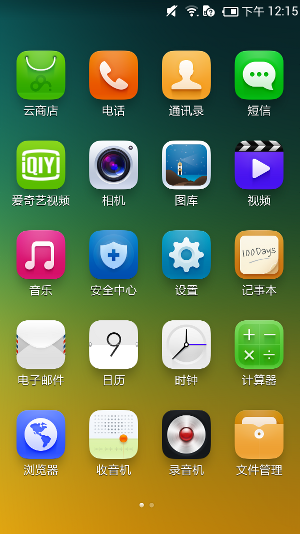 下午 12:15
云商店 电话 通讯录 短信
iQIYI
爱奇艺视频 相机 图库 视频
100Days
音乐 安全中心 设置 记事本
9
电子邮件 日历 时钟 计算器
浏览器 收音机 录音机 文件管理